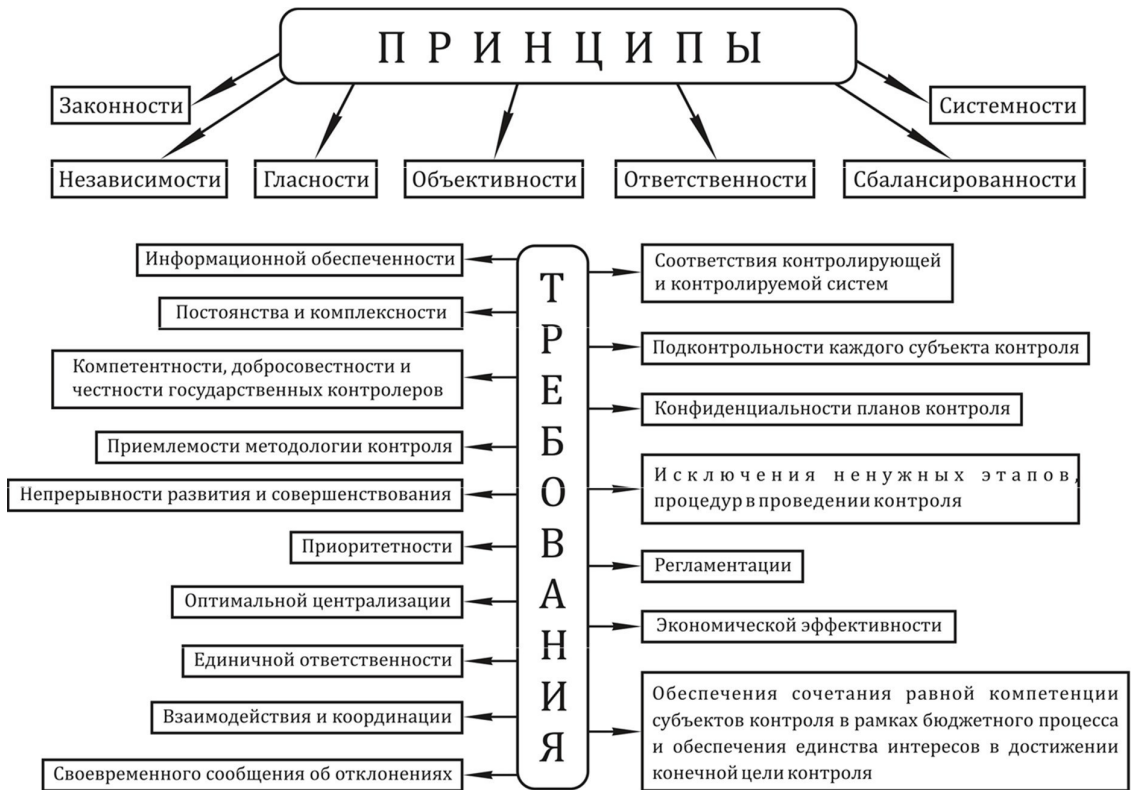 ПРИНЦИПЫ
Законности
Системности
Независимости
Гласности
Объективности
Ответственности
Сбалансированности
ТРЕБОВАНИЯ
Информационной обеспеченности
Постоянства и комплексности
Компетентности, добросовестности и
честности государственных контролеров
Приемлемости методологии контроля
Непрерывности развития и совершенствования
Приоритетности
Оптимальной централизации
Единичной ответственности
Взаимодействия и координации
Своевременного сообщения об отклонениях
Соответствия контролирующей
и контролируемой систем
Подконтрольности каждого субъекта контроля
Конфиденциальности планов контроля
Исключения ненужных этапов,
процедур в проведении контроля
Регламентации
Экономической эффективности
Обеспечения сочетания равной компетенции
субъектов контроля в рамках бюджетного процесса
и обеспечения единства интересов в достижении
конечной цели контроля